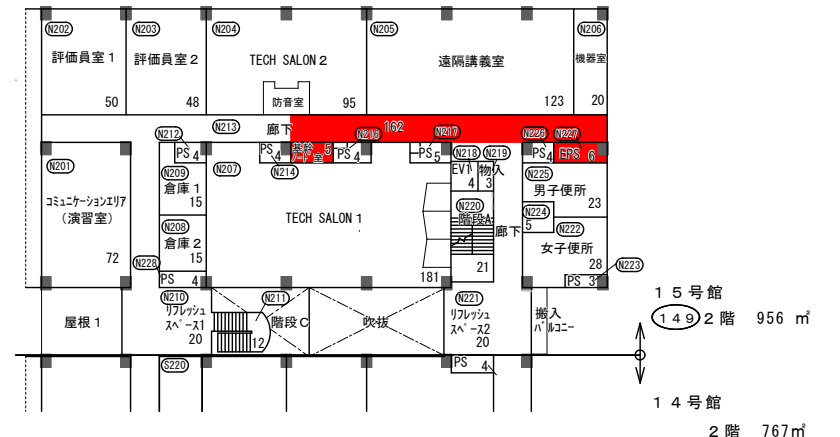 N202
評価員室１
50
N203
評価員室２
48
N204
TECH SALON２
防音室
95
N205
遠隔講義室
123
N206
機器室
20
N213
廊下
162
N201
コミュニケーションエリア
（演習室）
72
N212
PS 4
N209
倉庫１
15
N208
倉庫２
15
N228
PS 4
N207
TECH SALON１
181
PS 4
N214
基幹
ノード室
5
N216
PS 4
N217
PS 5
N218
EV1
4
N219
物入
3
N220
階段A
21
廊下
N226
PS 4
N227
EPS 6
N225
男子便所
23
N224
5
N222
女子便所
28
N223
PS 3
屋根１
N210
リフレッシュ
スペース1
20
N211
階段C
12
吹抜
N221
リフレッシュ
スペース2
20
搬入
バルコニー
S220
PS 4
１５号館
149 ２階 956 ㎡
１４号館
２階 767㎡